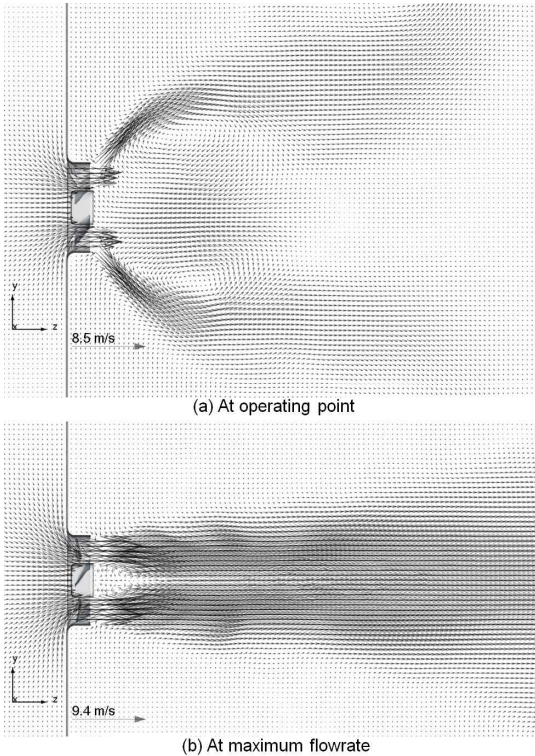 y
x
z
8.5 m/s
(a) At operating point
y
x
z
9.4 m/s
(b) At maximum flowrate